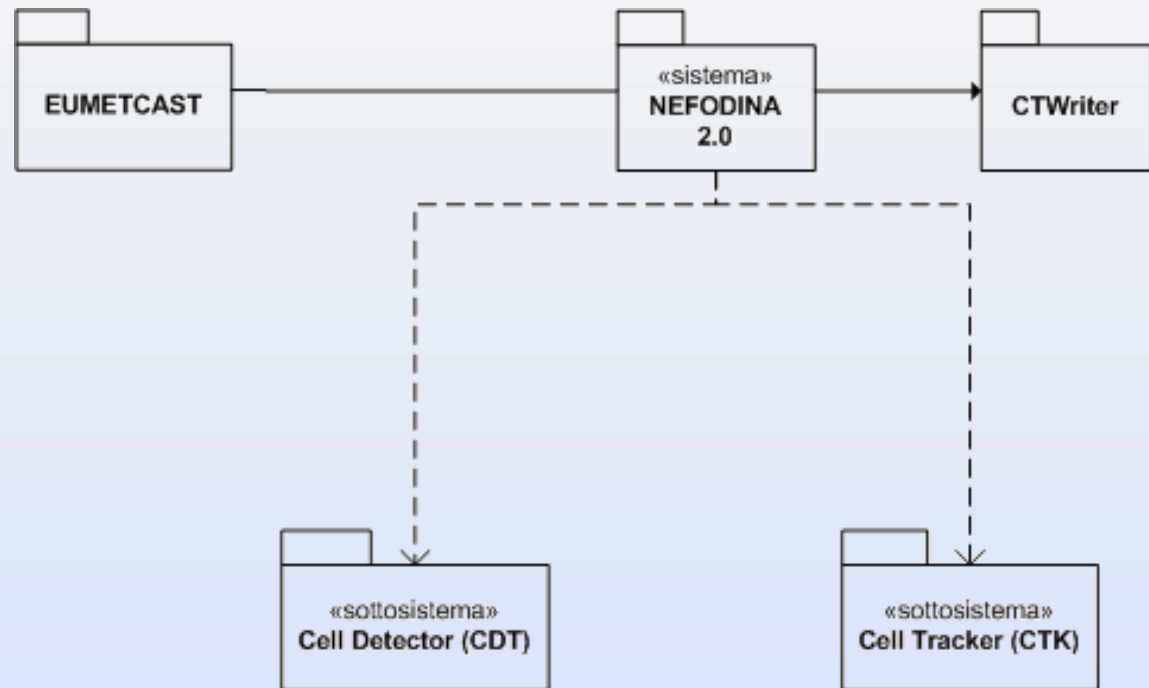 EUMETCAST
«sistema»
NEFODINA
2.0
CTWriter
«sottosistema»
Cell Detector (CDT)
«sottosistema»
Cell Tracker (CTK)